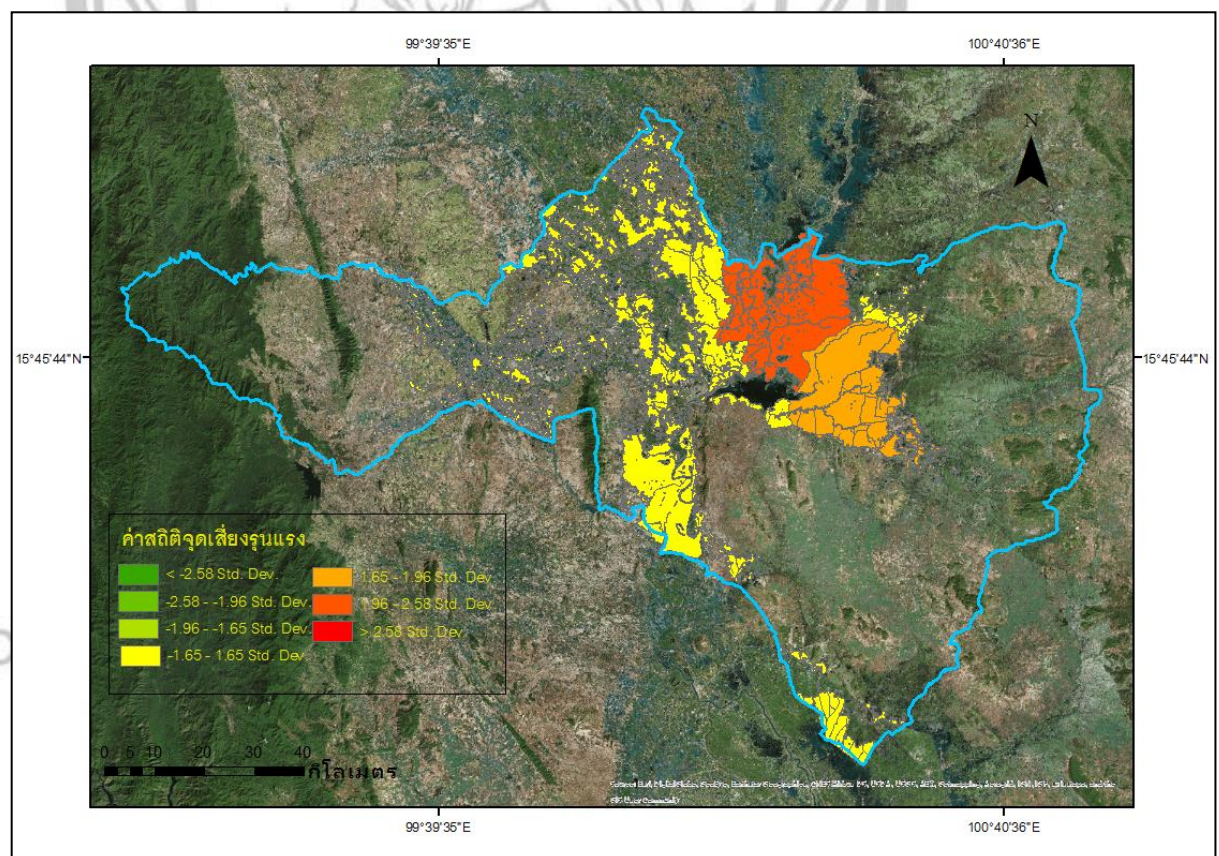 99°39'35"E 100°40'36"E
N
15°45'44"N 15°45'44"N
ค่าสถิติจุดเสี่ยงรุนแรง
< -2.58 Std. Dev.
-2.58 - -1.96 Std. Dev.
-1.96 - -1.65 Std. Dev.
-1.65 - 1.65 Std. Dev.
1.65 - 1.96 Std. Dev.
1.96 - 2.58 Std. Dev.
> 2.58 Std. Dev.
0 5 10 20 30 40
กิโลเมตร
99°39'35"E 100°40'36"E